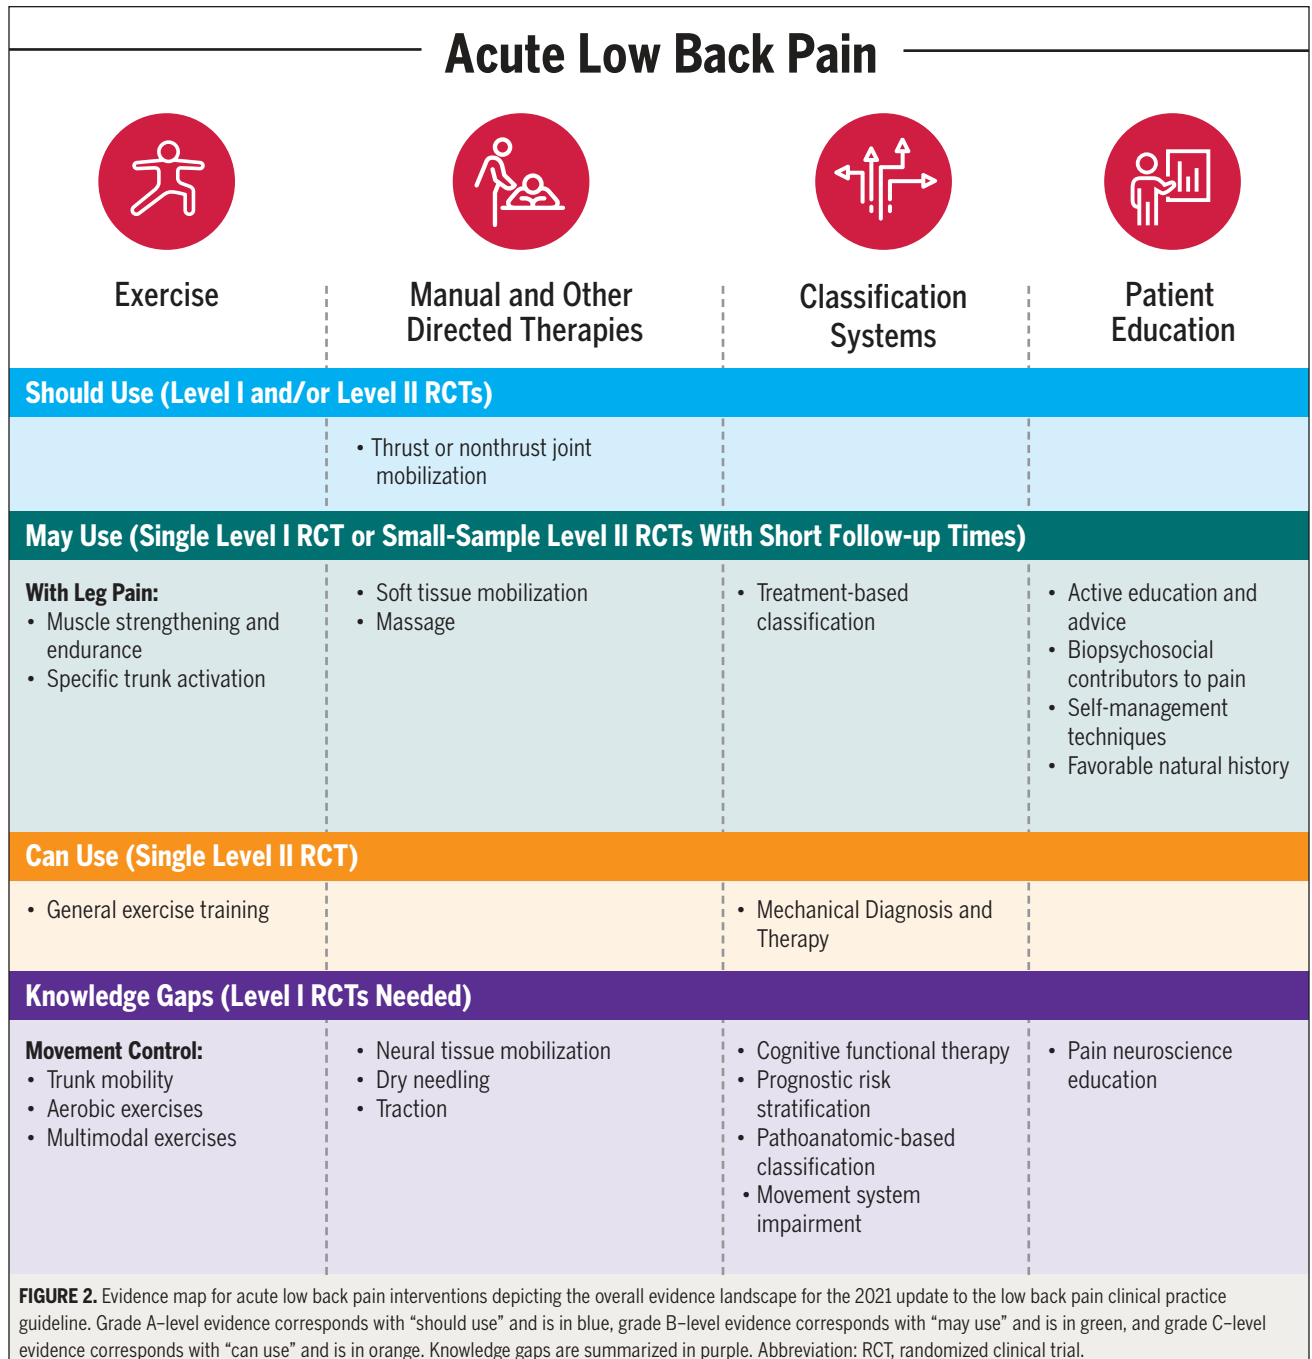 Acute Low Back Pain
Exercise
Manual and Other
Directed Therapies
Classification
Systems
Patient
Education
Should Use (Level I and/or Level II RCTs)
• Thrust or nonthrust joint
mobilization
May Use (Single Level I RCT or Small-Sample Level II RCTs With Short Follow-up Times)
With Leg Pain:
• Muscle strengthening and
endurance
• Specific trunk activation
• Soft tissue mobilization
• Massage
• Treatment-based
classification
• Active education and
advice
• Biopsychosocial
contributors to pain
• Self-management
techniques
• Favorable natural history
Can Use (Single Level II RCT)
• General exercise training
• Mechanical Diagnosis and
Therapy
Knowledge Gaps (Level I RCTs Needed)
Movement Control:
• Trunk mobility
• Aerobic exercises
• Multimodal exercises
• Neural tissue mobilization
• Dry needling
• Traction
• Cognitive functional therapy
• Prognostic risk
stratification
• Pathoanatomic-based
classification
• Movement system
impairment
• Pain neuroscience
education
FIGURE 2. Evidence map for acute low back pain interventions depicting the overall evidence landscape for the 2021 update to the low back pain clinical practice
guideline. Grade A–level evidence corresponds with “should use” and is in blue, grade B–level evidence corresponds with “may use” and is in green, and grade C–level
evidence corresponds with “can use” and is in orange. Knowledge gaps are summarized in purple. Abbreviation: RCT, randomized clinical trial.